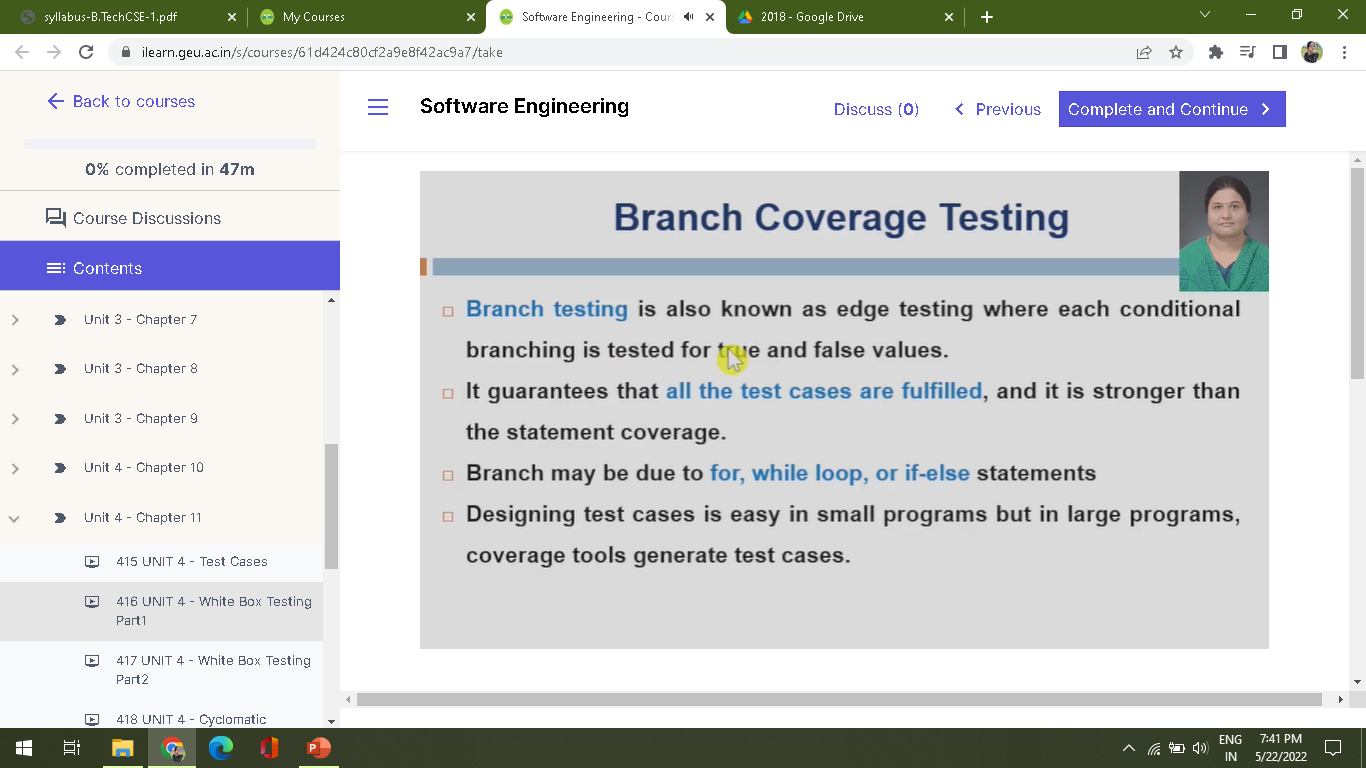 syllabus-B.TechCSE-1.pdf
My Courses
Software Engineering - Cour
2018 - Google Drive
ilearn.geu.ac.in/s/courses/61d424c80cf2a9e8f42ac9a7/take
Back to courses
0% completed in 47m
Course Discussions
Contents
Unit 3 - Chapter 7
Unit 3 - Chapter 8
Unit 3 - Chapter 9
Unit 4 - Chapter 10
Unit 4 - Chapter 11
415 UNIT 4 - Test Cases
416 UNIT 4 - White Box Testing
Part1
417 UNIT 4 - White Box Testing
Part2
418 UNIT 4 - Cyclomatic
Software Engineering
Discuss (0)
Previous
Complete and Continue
Branch Coverage Testing
Branch testing is also known as edge testing where each conditional
branching is tested for true and false values.
It guarantees that all the test cases are fulfilled, and it is stronger than
the statement coverage.
Branch may be due to for, while loop, or if-else statements
Designing test cases is easy in small programs but in large programs,
coverage tools generate test cases.
ENG
IN
7:41 PM
5/22/2022